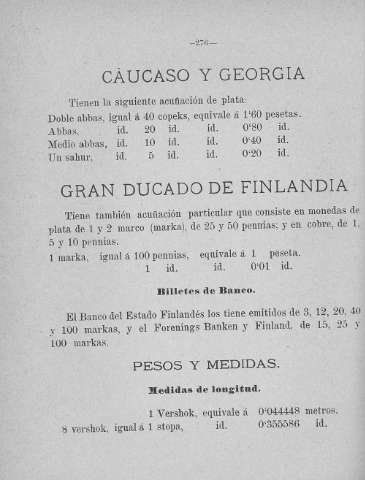 —276—
CÁUCASO Y GEORGIA
Tienen la siguiente acuñación de plata:
Doble abbas, igual á 40 copeks, equivale á 1'60 pesetas.
Abbas, id. 20 id. id. 0'80 id.
Medio abbas, id. 10 id. id. 0'40 id.
Un sahur, id. 5 id. id. 0'20 id.
GRAN DUCADO DE FINLANDIA
Tiene también acuñación particular que consiste en monedas de
plata de 1 y 2 marco (marka), de 25 y 50 pennias; y en cobre, de 1,
5 y 10 pennias.
1 marka, igual á 100 pennias, equivale á 1 peseta.
1 id. id. 0'01 id.
Billetes de Banco.
El Banco del Estado Finlandés los tiene emitidos de 3, 12, 20, 40
y 100 markas, y el Forenings Banken y Finland, de 15, 25 y
100 markas.
PESOS Y MEDIDAS.
Medidas de longitud.
1 Vershok, equivale á 0'044448 metros.
8 vershok, igual á 1 stopa, id. 0'355586 id.